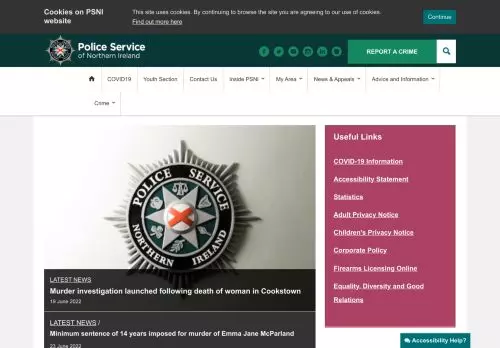 Cookies on PSNI website
This site uses cookies. By continuing to browse the site you are agreeing to our use of cookies.
Find out more here
Continue
Police Service
of Northern Ireland
REPORT A CRIME
COVID19
Youth Section
Contact Us
Inside PSNI
My Area
News & Appeals
Advice and Information
Crime
POLICE SERVICE
NORTHERN IRELAND
LATEST NEWS
Murder investigation launched following death of woman in Cookstown
19 June 2022
LATEST NEWS /
Minimum sentence of 14 years imposed for murder of Emma Jane McParland
23 June 2022
Useful Links
COVID-19 Information
Accessibility Statement
Statistics
Adult Privacy Notice
Children's Privacy Notice
Corporate Policy
Firearms Licensing Online
Equality, Diversity and Good
Relations
Accessibility Help?